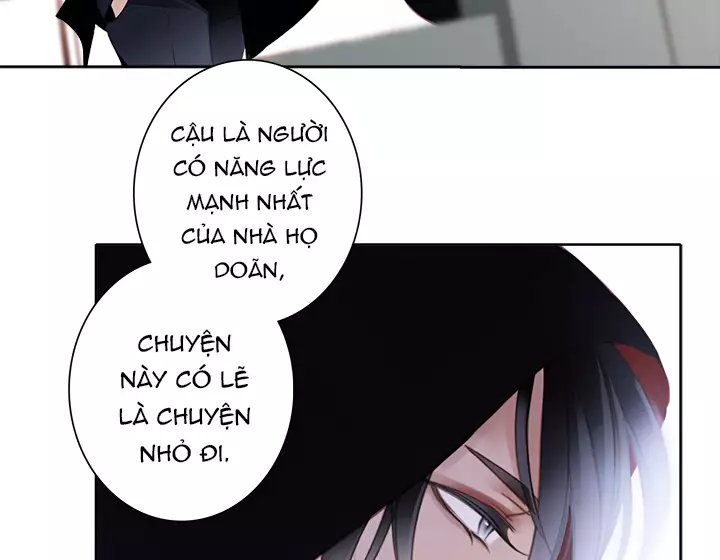 CẬU LÀ NGƯỜI
CÓ NĂNG LỰC
MẠNH NHẤT
CỦA NHÀ HỌ
DOÃN,
CHUYỆN
NÀY CÓ LẼ
LÀ CHUYỆN
NHỎ ĐI.